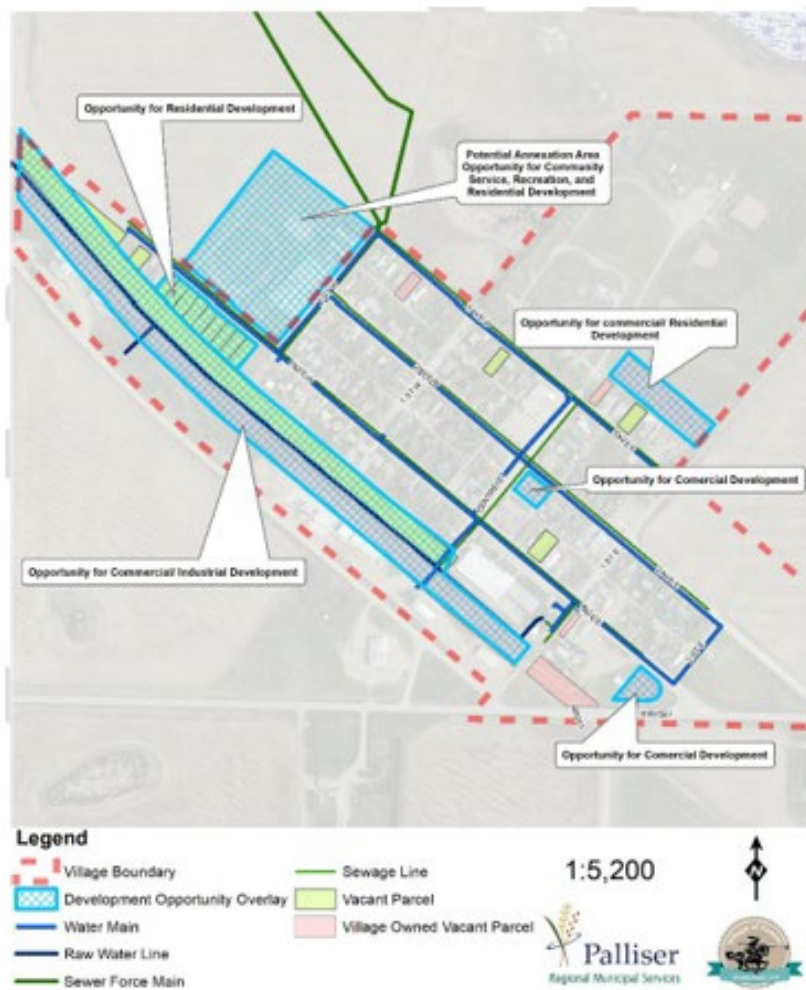 Opportunity for Residential Development
Potential Annexation Area
Opportunity for Community
Service, Recreation, and
Residential Development
Opportunity for commercial/ Residential
Development
Opportunity for Comercial Development
Opportunity for Commercial/ Industrial Development
Opportunity for Comercial Development
Legend
Village Boundary
Development Opportunity Overlay
Water Main
Raw Water Line
Sewer Force Main
Sewage Line
Vacant Parcel
Village Owned Vacant Parcel
1:5,200
N
Palliser
Regional Municipal Services